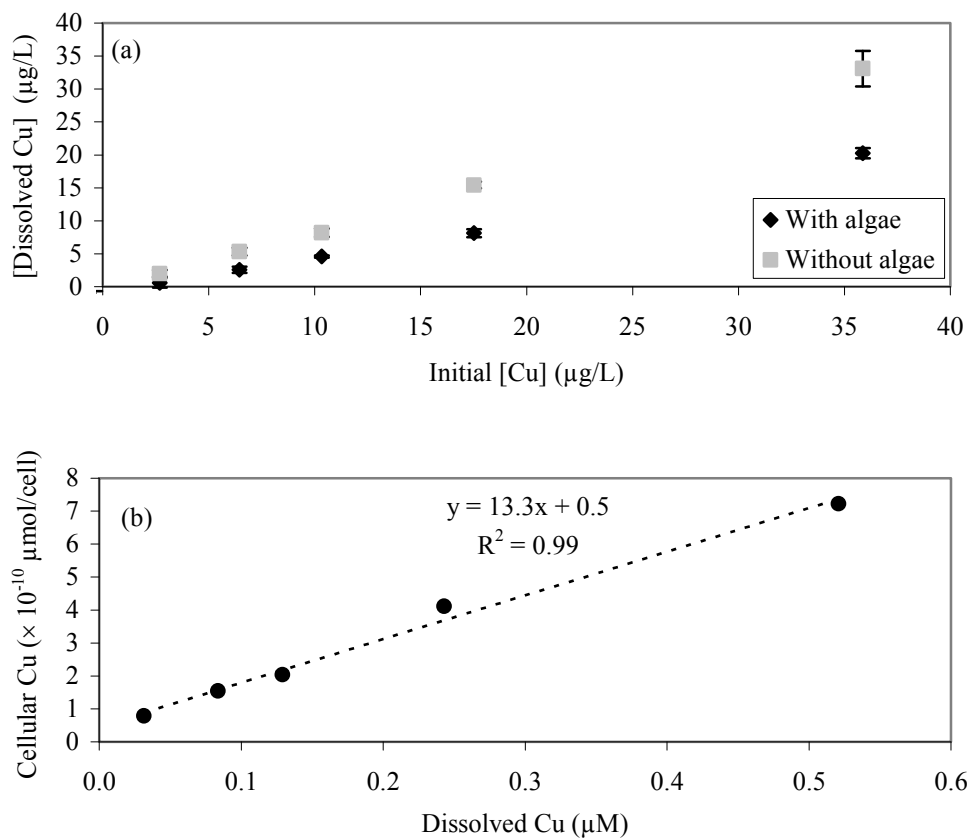 (a)
[Dissolved Cu] (µg/L)
40
35
30
25
20
15
10
5
0
With algae
Without algae
0 5 10 15 20 25 30 35 40
Initial [Cu] (µg/L)
(b)
y = 13.3x + 0.5
R² = 0.99
Cellular Cu (× 10⁻¹⁰ µmol/cell)
8
7
6
5
4
3
2
1
0
0.0 0.1 0.2 0.3 0.4 0.5 0.6
Dissolved Cu (µM)